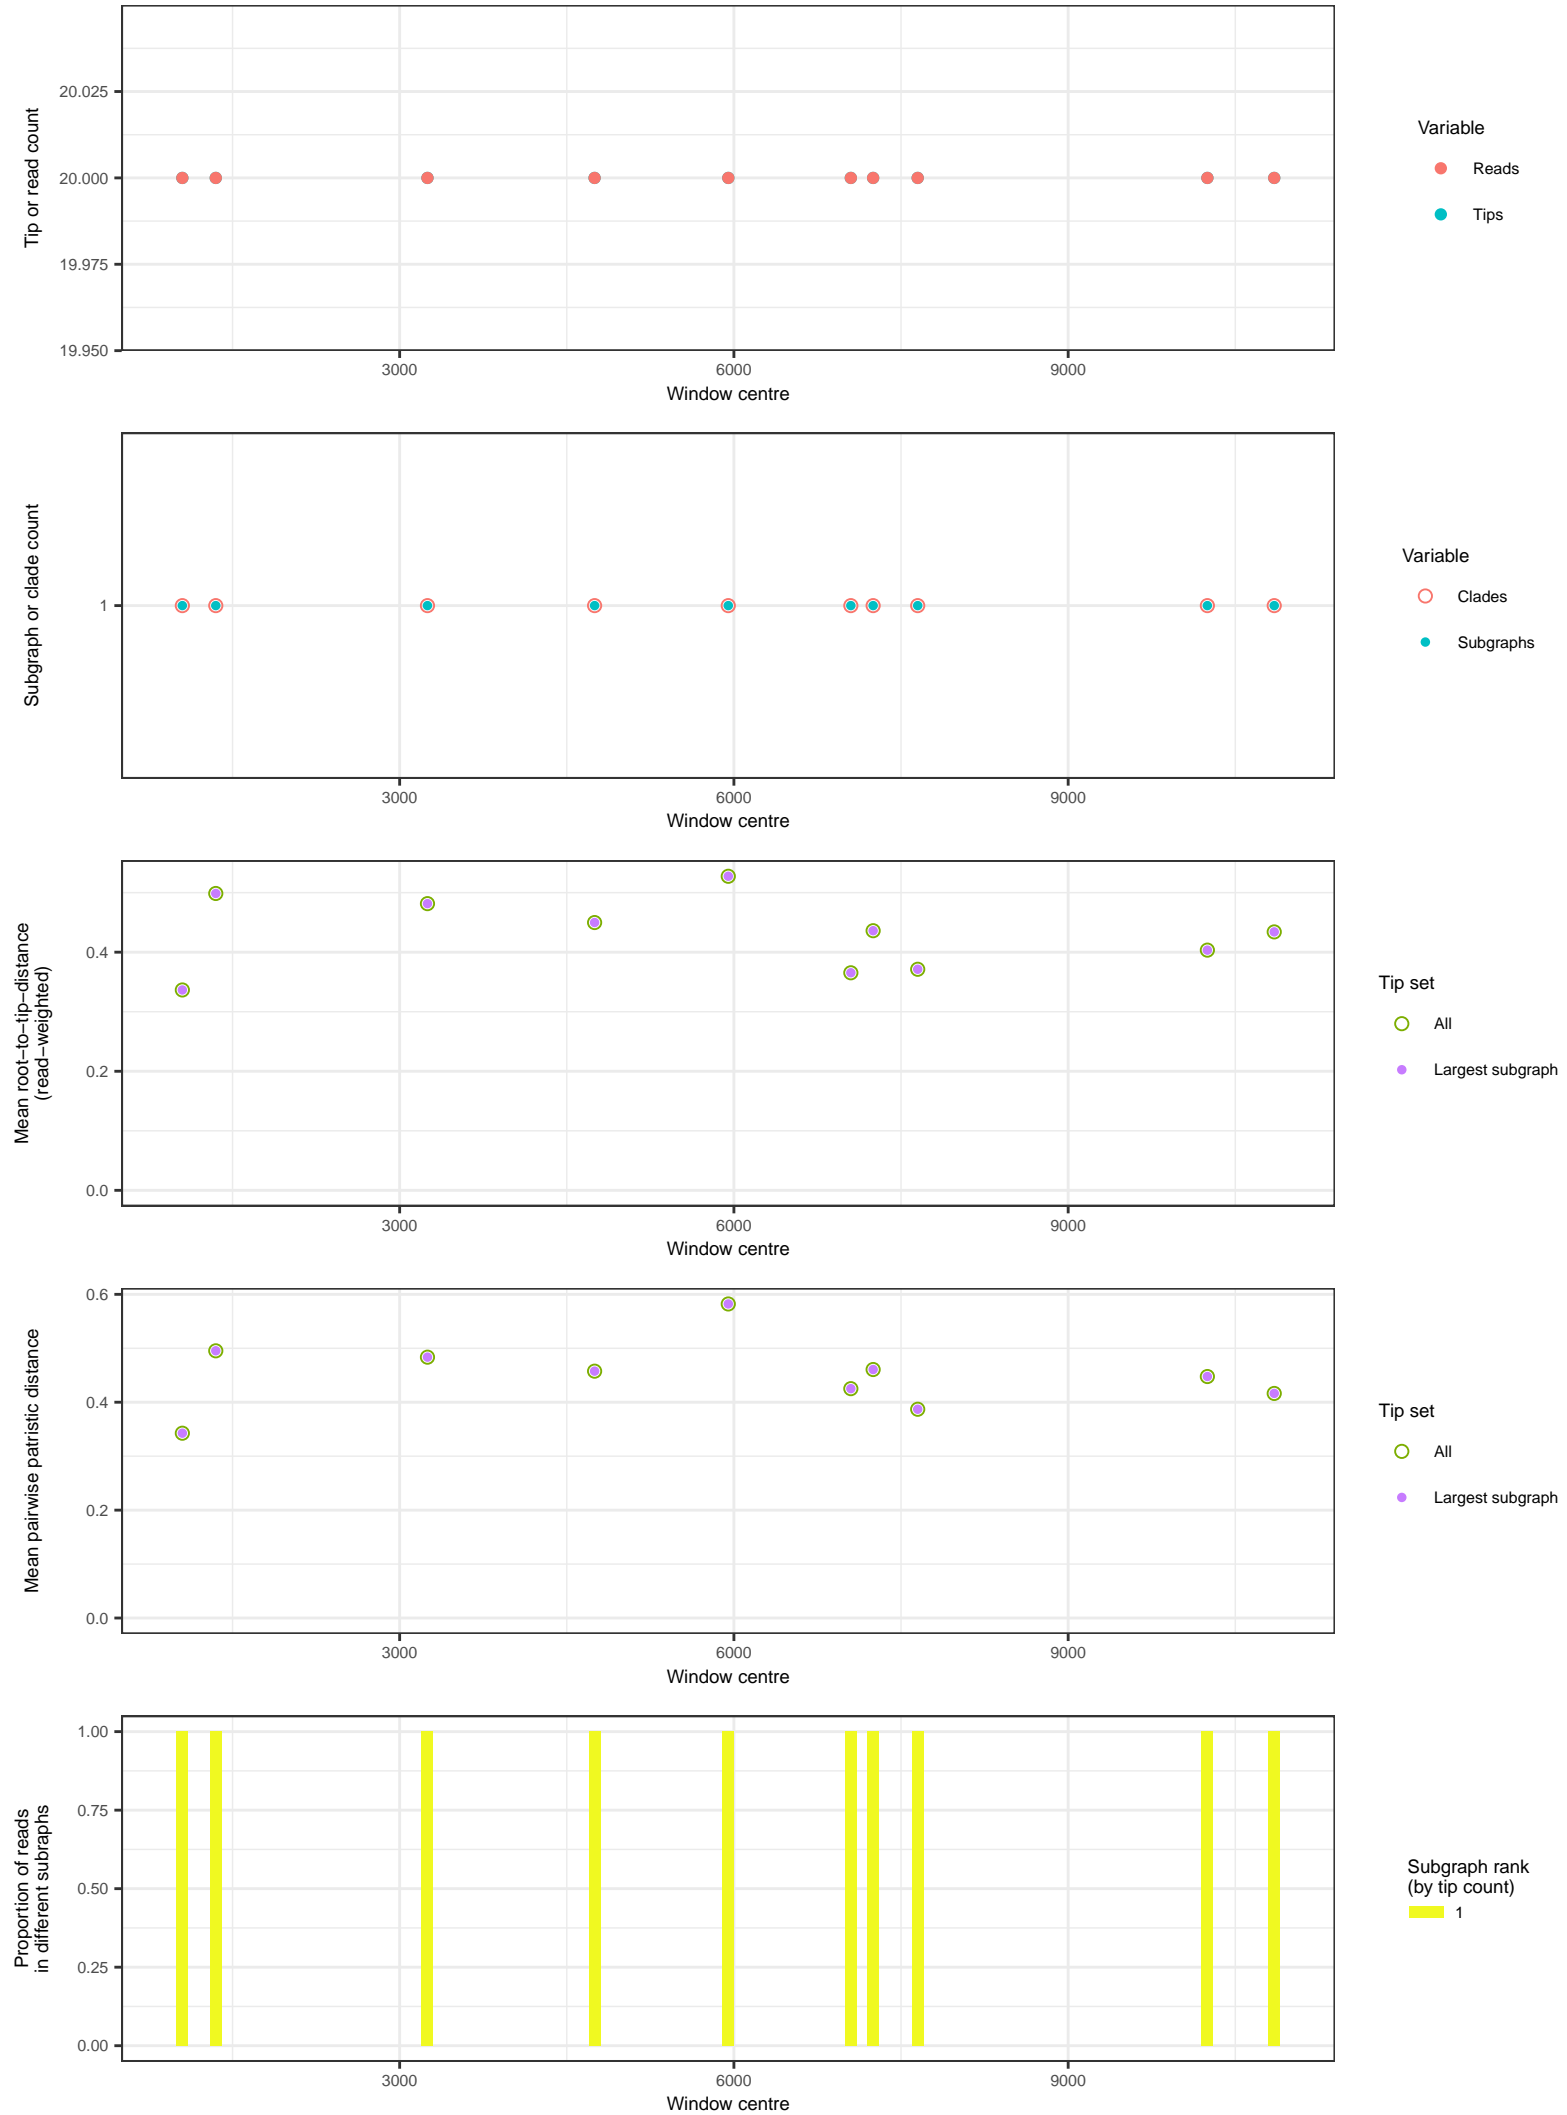 Tip or read count
20.025
20.000
19.975
19.950
3000
6000
9000
Window centre
Variable
Reads
Tips
Subgraph or clade count
1
3000
6000
9000
Window centre
Variable
Clades
Subgraphs
Mean root−to−tip−distance
(read−weighted)
0.4
0.2
0.0
3000
6000
9000
Window centre
Tip set
All
Largest subgraph
Mean pairwise patristic distance
0.6
0.4
0.2
0.0
3000
6000
9000
Window centre
Tip set
All
Largest subgraph
Proportion of reads
in different subraphs
1.00
0.75
0.50
0.25
0.00
3000
6000
9000
Window centre
Subgraph rank
(by tip count)
1